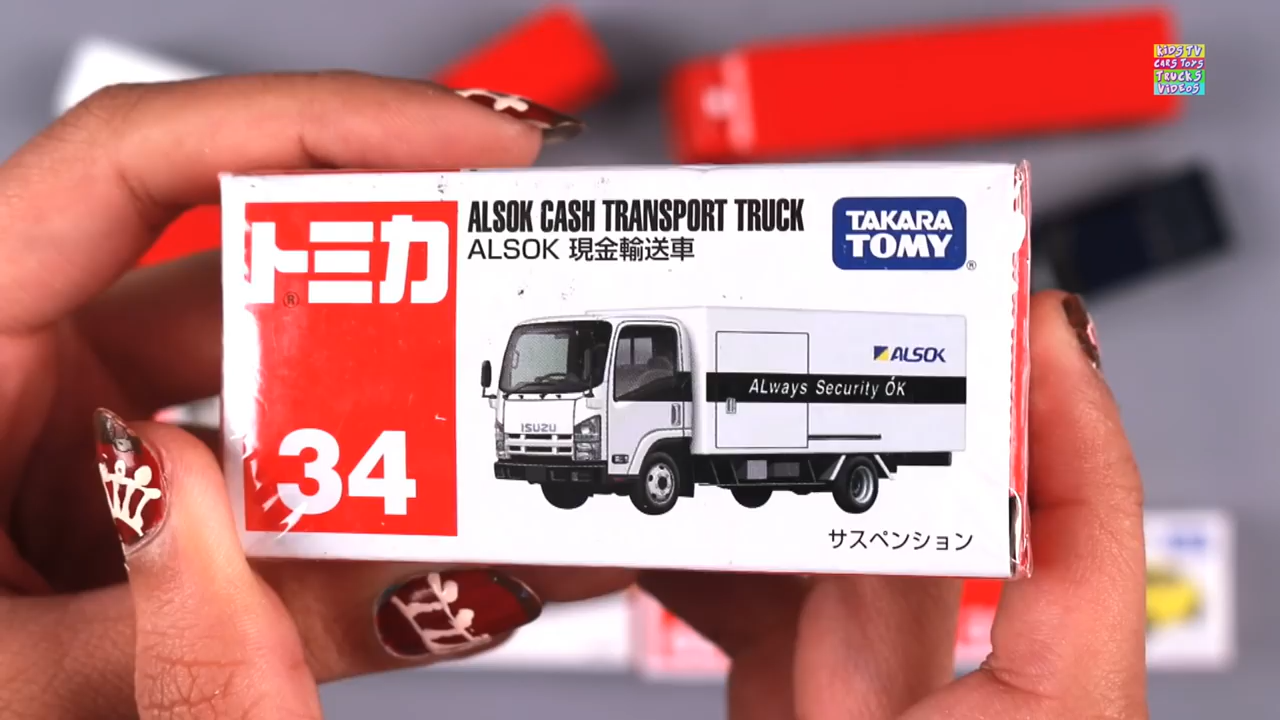 KiDS TV
CARS TOYS
TRUCKS
ViDEOS
トミカ
®
34
ALSOK CASH TRANSPORT TRUCK
ALSOK 現金輸送車
TAKARA
TOMY
®
ALSOK
ALways Security OK
ISUZU
サスペンション